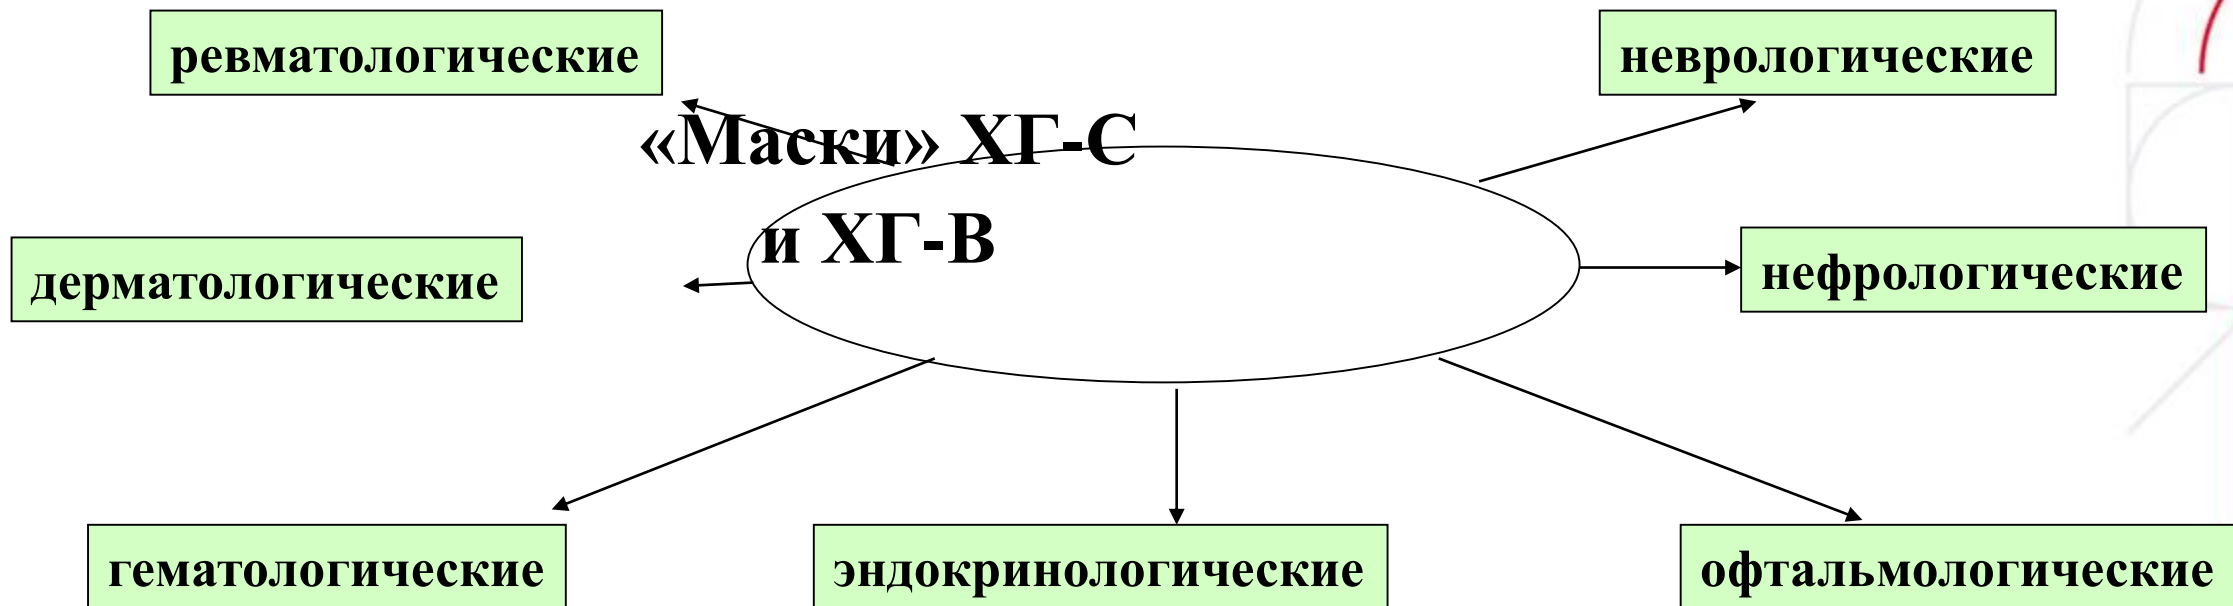 ревматологические
неврологические
«Маски» ХГ-С
и ХГ-В
дерматологические
нефрологические
гематологические
эндокринологические
офтальмологические